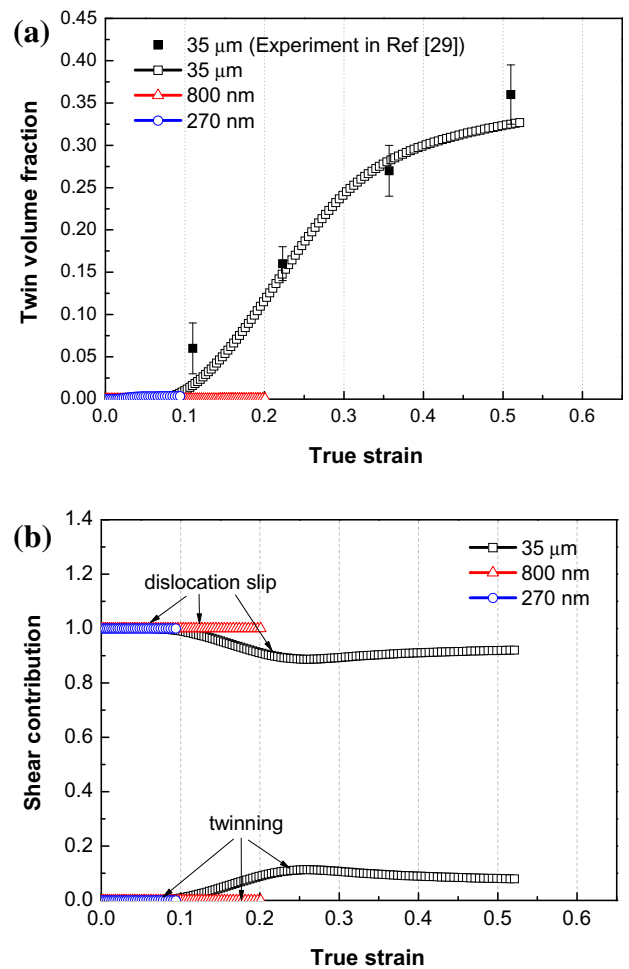 (a)
35 μm (Experiment in Ref [29])
35 μm
800 nm
270 nm
0.40
0.35
0.30
0.25
0.20
0.15
0.10
0.05
0.00
Twin volume fraction
0.0 0.1 0.2 0.3 0.4 0.5 0.6
True strain
(b)
1.4
1.2
1.0
0.8
0.6
0.4
0.2
0.0
Shear contribution
35 μm
800 nm
270 nm
dislocation slip
twinning
0.0 0.1 0.2 0.3 0.4 0.5 0.6
True strain